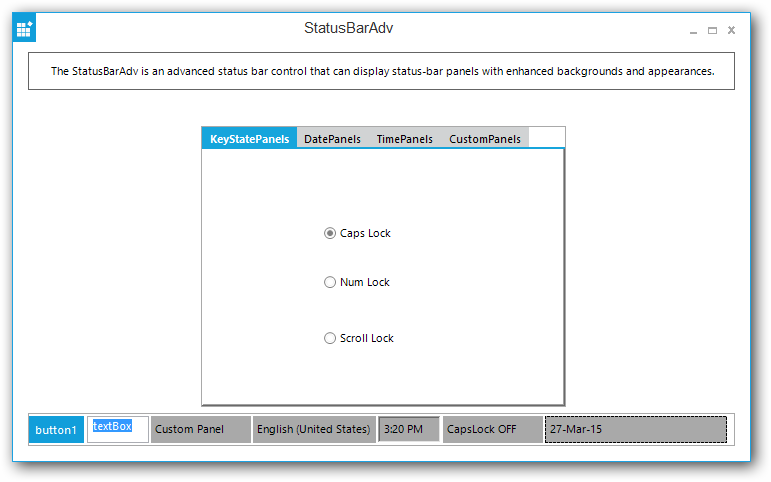 StatusBarAdv
The StatusBarAdv is an advanced status bar control that can display status-bar panels with enhanced backgrounds and appearances.
KeyStatePanels DatePanels TimePanels CustomPanels
Caps Lock
Num Lock
Scroll Lock
button1 textBox Custom Panel English (United States) 3:20 PM CapsLock OFF 27-Mar-15